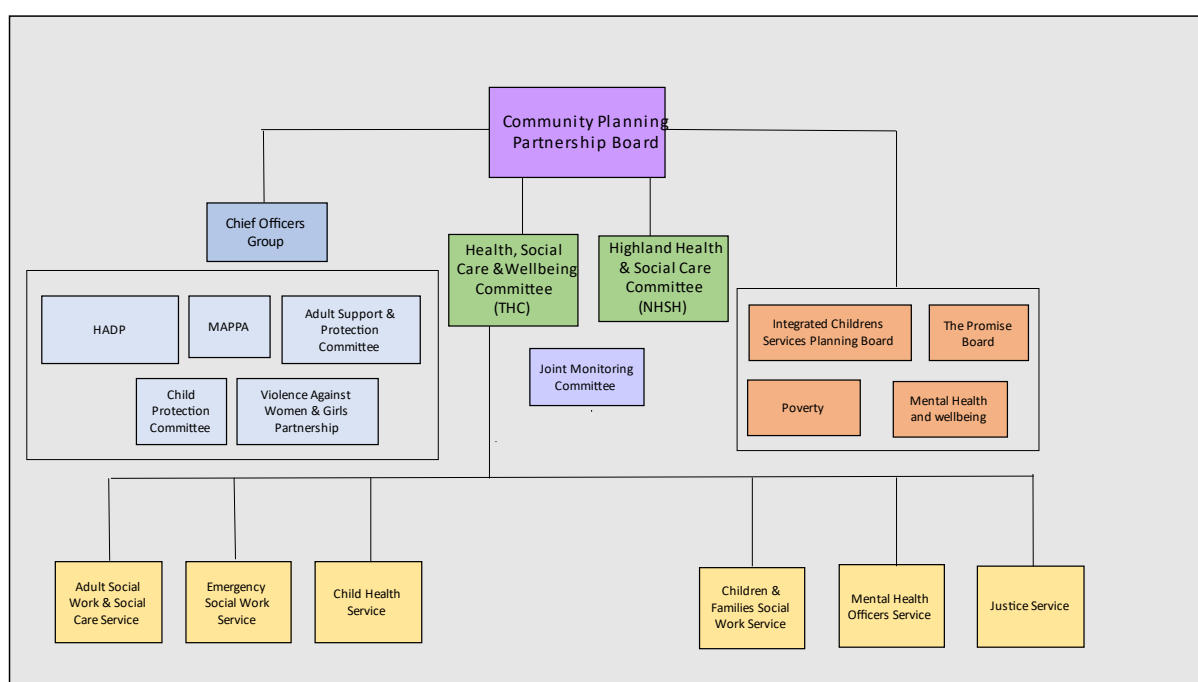 Community Planning
Partnership Board
Chief Officers
Group
Health, Social
Care &Wellbeing
Committee
(THC)
Highland Health
& Social Care
Committee
(NHSH)
HADP
MAPPA
Adult Support &
Protection
Committee
Child
Protection
Committee
Violence Against
Women & Girls
Partnership
Joint Monitoring
Committee
Integrated Childrens
Services Planning Board
The Promise
Board
Poverty
Mental Health
and wellbeing
Adult Social
Work & Social
Care Service
Emergency
Social Work
Service
Child Health
Service
Children &
Families Social
Work Service
Mental Health
Officers Service
Justice Service